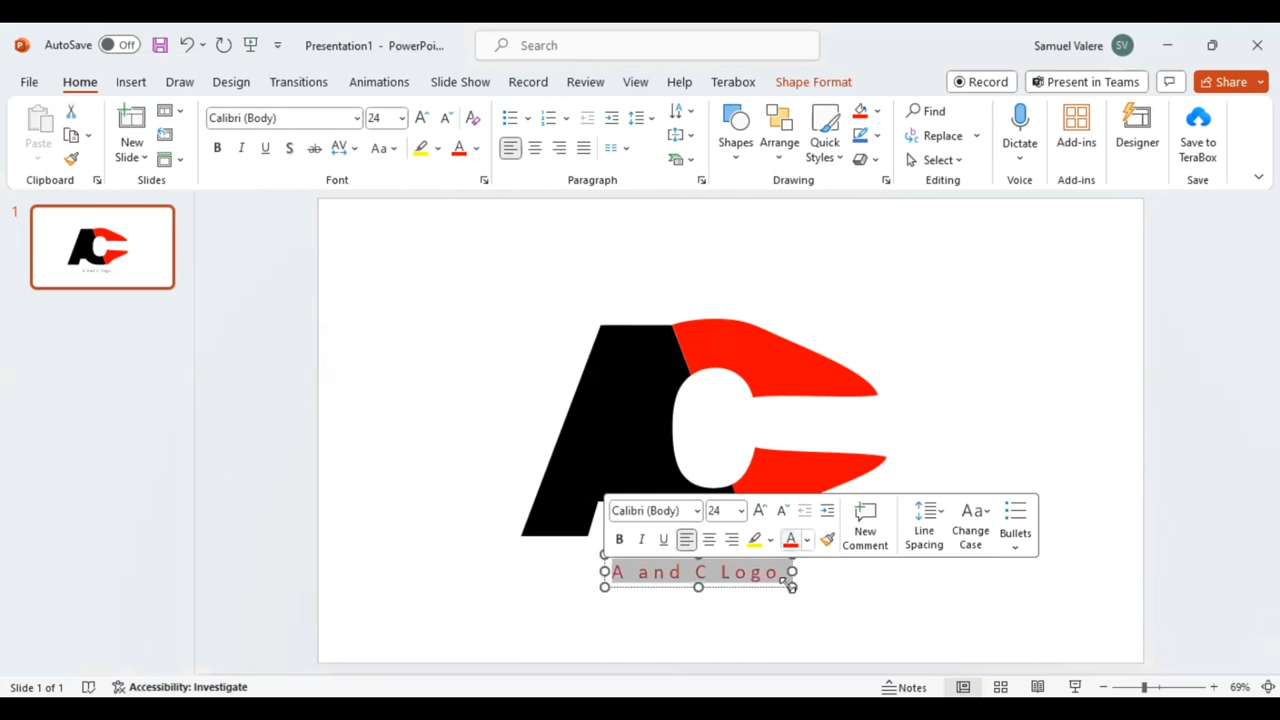 AutoSave Off Presentation1 - PowerPoi... Search Samuel Valere SV
File Home Insert Draw Design Transitions Animations Slide Show Record Review View Help Terabox Shape Format Record Present in Teams Share
Paste New Slide Calibri (Body) 24 Shapes Arrange Quick Styles Find Replace Select Dictate Add-ins Designer Save to TeraBox
B I U S ab AV Aa A
Clipboard Slides Font Paragraph Drawing Editing Voice Add-ins Save
1
AC
A and C logo
AC
Calibri (Body) 24 New Comment Line Spacing Change Case Bullets
B I U A
A and C Logo
Slide 1 of 1 Accessibility: Investigate Notes 69%